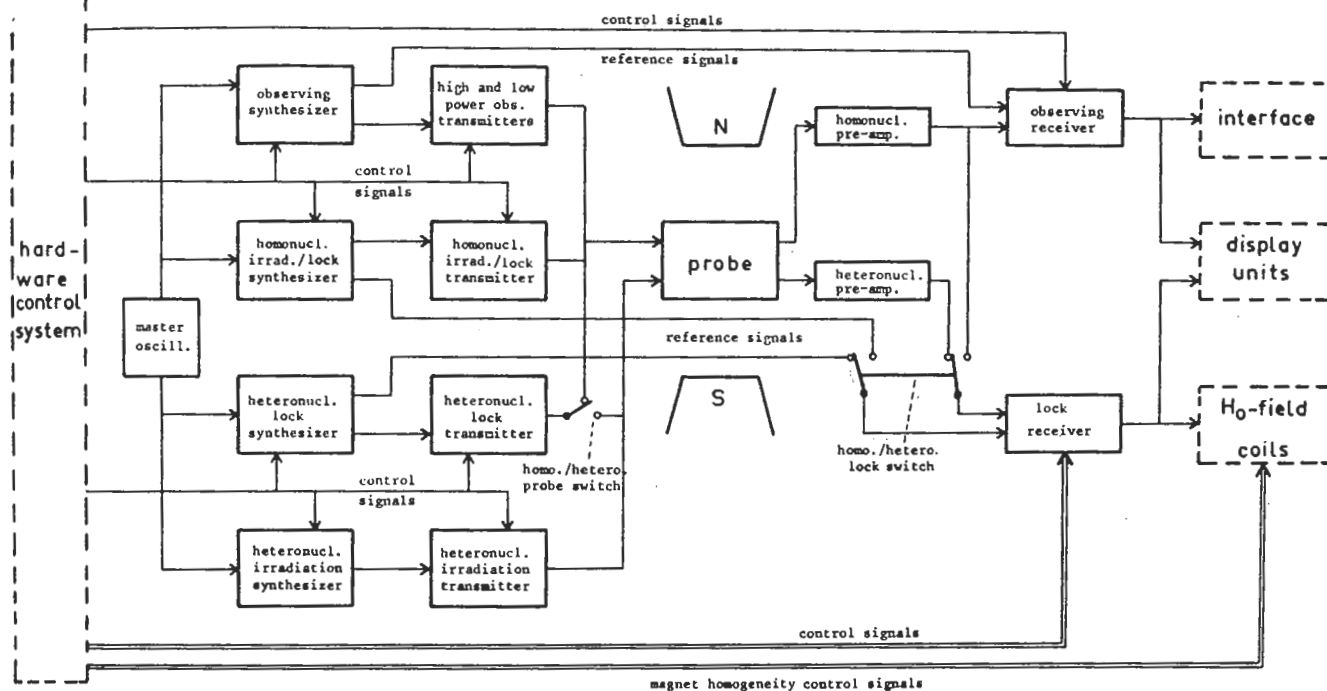 control signals
reference signals
observing
synthesizer
high and low
power obs.
transmitters
N
homonucl.
pre-amp.
observing
receiver
interface
control
signals
hard-
ware
control
system
homonucl.
irrad./lock
synthesizer
homonucl.
irrad./lock
transmitter
probe
heteronucl.
pre-amp.
display
units
master
oscill.
reference signals
heteronucl.
lock
synthesizer
heteronucl.
lock
transmitter
S
lock
receiver
H₀-field
coils
homo./hetero.
probe switch
homo./hetero.
lock switch
control
signals
heteronucl.
irradiation
synthesizer
heteronucl.
irradiation
transmitter
control signals
magnet homogeneity control signals